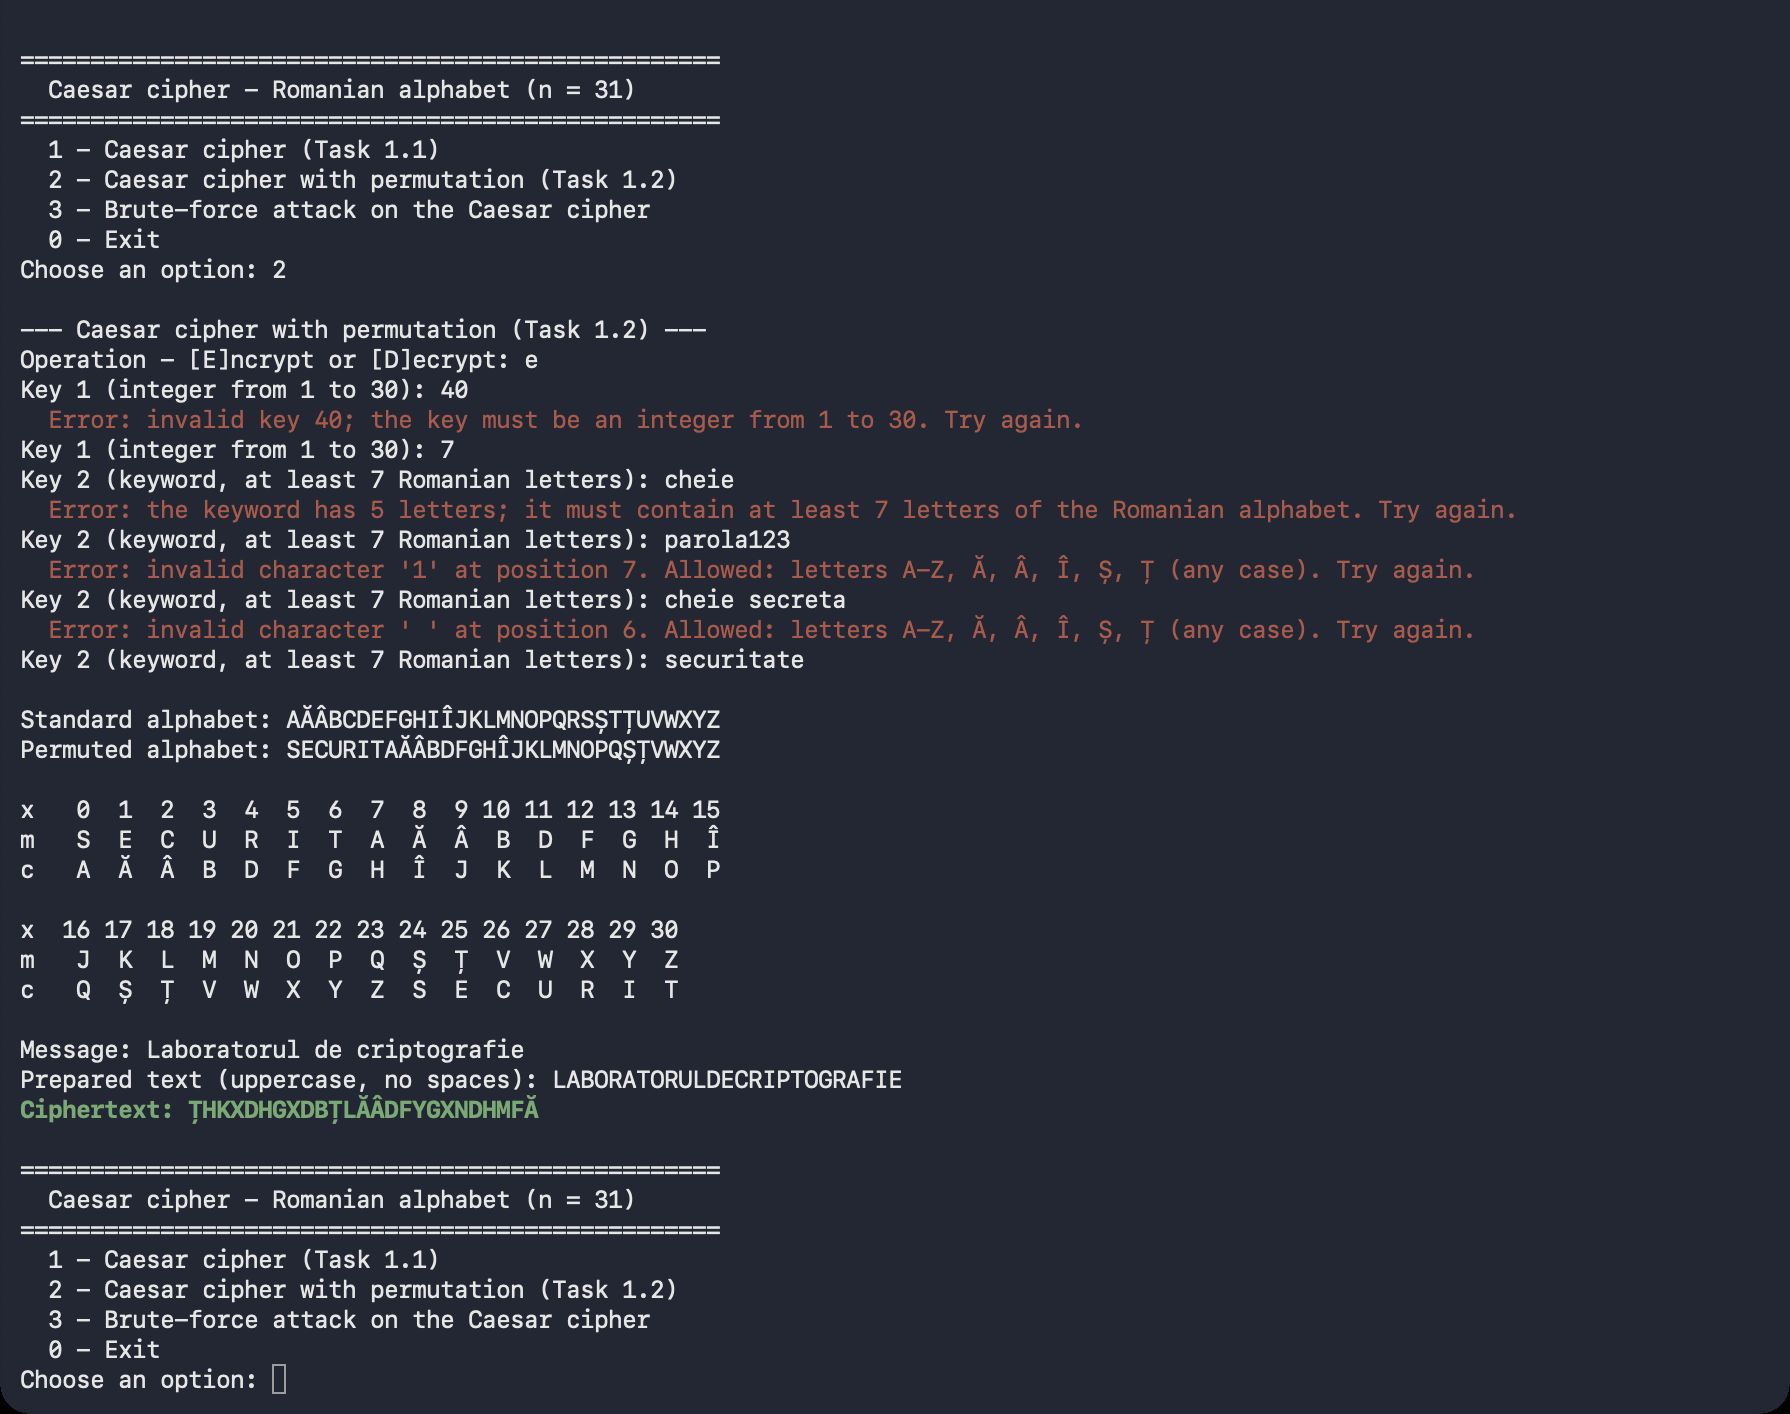 ==================================================
  Caesar cipher – Romanian alphabet (n = 31)
==================================================
  1 – Caesar cipher (Task 1.1)
  2 – Caesar cipher with permutation (Task 1.2)
  3 – Brute-force attack on the Caesar cipher
  0 – Exit
Choose an option: 2

--- Caesar cipher with permutation (Task 1.2) ---
Operation – [E]ncrypt or [D]ecrypt: e
Key 1 (integer from 1 to 30): 40
  Error: invalid key 40; the key must be an integer from 1 to 30. Try again.
Key 1 (integer from 1 to 30): 7
Key 2 (keyword, at least 7 Romanian letters): cheie
  Error: the keyword has 5 letters; it must contain at least 7 letters of the Romanian alphabet. Try again.
Key 2 (keyword, at least 7 Romanian letters): parola123
  Error: invalid character '1' at position 7. Allowed: letters A-Z, Ă, Â, Î, Ș, Ț (any case). Try again.
Key 2 (keyword, at least 7 Romanian letters): cheie secreta
  Error: invalid character ' ' at position 6. Allowed: letters A-Z, Ă, Â, Î, Ș, Ț (any case). Try again.
Key 2 (keyword, at least 7 Romanian letters): securitate

Standard alphabet: AĂÂBCDEFGHIÎJKLMNOPQRSȘTȚUVWXYZ
Permuted alphabet: SECURITAĂÂBDFGHÎJKLMNOPQȘȚVWXYZ

x   0  1  2  3  4  5  6  7  8  9 10 11 12 13 14 15
m   S  E  C  U  R  I  T  A  Ă  Â  B  D  F  G  H  Î
c   A  Ă  Â  B  D  F  G  H  Î  J  K  L  M  N  O  P

x  16 17 18 19 20 21 22 23 24 25 26 27 28 29 30
m   J  K  L  M  N  O  P  Q  Ș  Ț  V  W  X  Y  Z
c   Q  Ș  Ț  V  W  X  Y  Z  S  E  C  U  R  I  T

Message: Laboratorul de criptografie
Prepared text (uppercase, no spaces): LABORATORULDECRIPTOGRAFIE
Ciphertext: ȚHKXDHGXDBȚLĂÂDFYGXNDHMFĂ

==================================================
  Caesar cipher – Romanian alphabet (n = 31)
==================================================
  1 – Caesar cipher (Task 1.1)
  2 – Caesar cipher with permutation (Task 1.2)
  3 – Brute-force attack on the Caesar cipher
  0 – Exit
Choose an option: